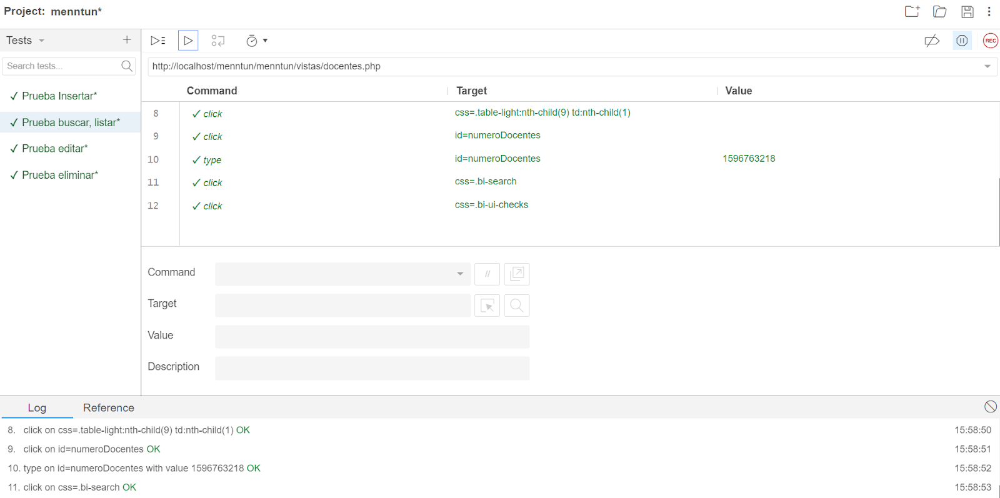 Project: menntun*
Tests
Search tests...
✓ Prueba Insertar*
✓ Prueba buscar, listar*
✓ Prueba editar*
✓ Prueba eliminar*
REC
http://localhost/menntun/menntun/vistas/docentes.php
Command Target Value
8 ✓ click css=.table-light:nth-child(9) td:nth-child(1)
9 ✓ click id=numeroDocentes
10 ✓ type id=numeroDocentes 1596763218
11 ✓ click css=.bi-search
12 ✓ click css=.bi-ui-checks
Command //
Target
Value
Description
Log Reference
8. click on css=.table-light:nth-child(9) td:nth-child(1) OK 15:58:50
9. click on id=numeroDocentes OK 15:58:51
10. type on id=numeroDocentes with value 1596763218 OK 15:58:52
11. click on css=.bi-search OK 15:58:53